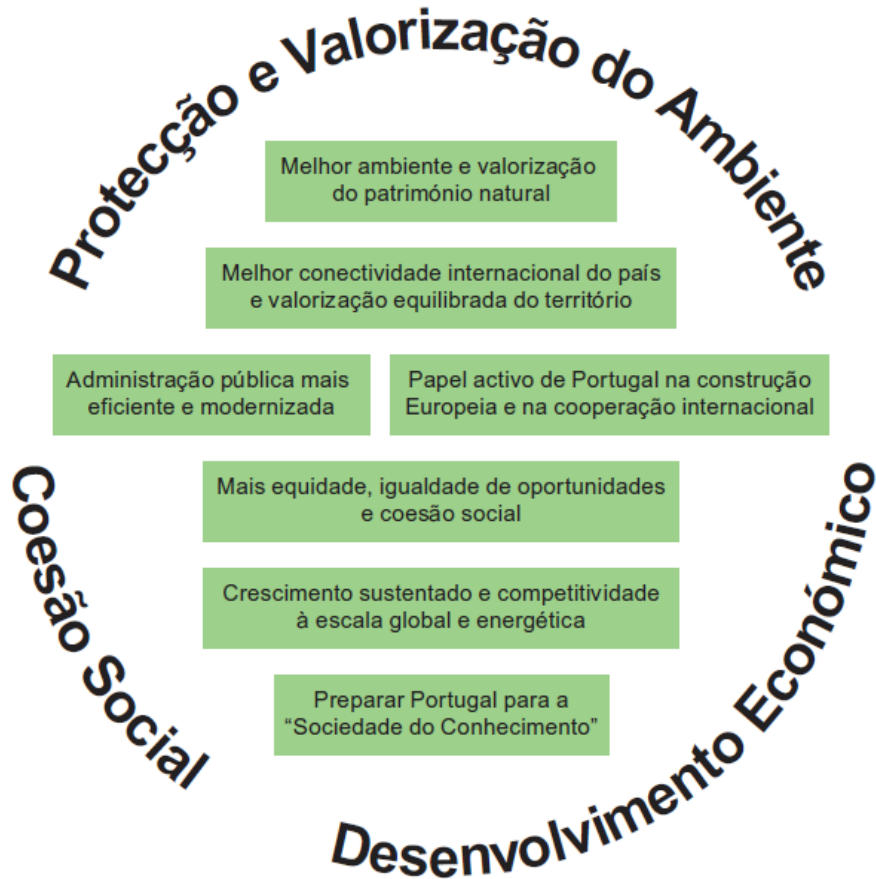 Protecção e Valorização do Ambiente
Melhor ambiente e valorização
do património natural
Melhor conectividade internacional do país
e valorização equilibrada do território
Administração pública mais
eficiente e modernizada
Papel activo de Portugal na construção
Europeia e na cooperação internacional
Mais equidade, igualdade de oportunidades
e coesão social
Crescimento sustentado e competitividade
à escala global e energética
Preparar Portugal para a
“Sociedade do Conhecimento”
Coesão Social
Desenvolvimento Económico